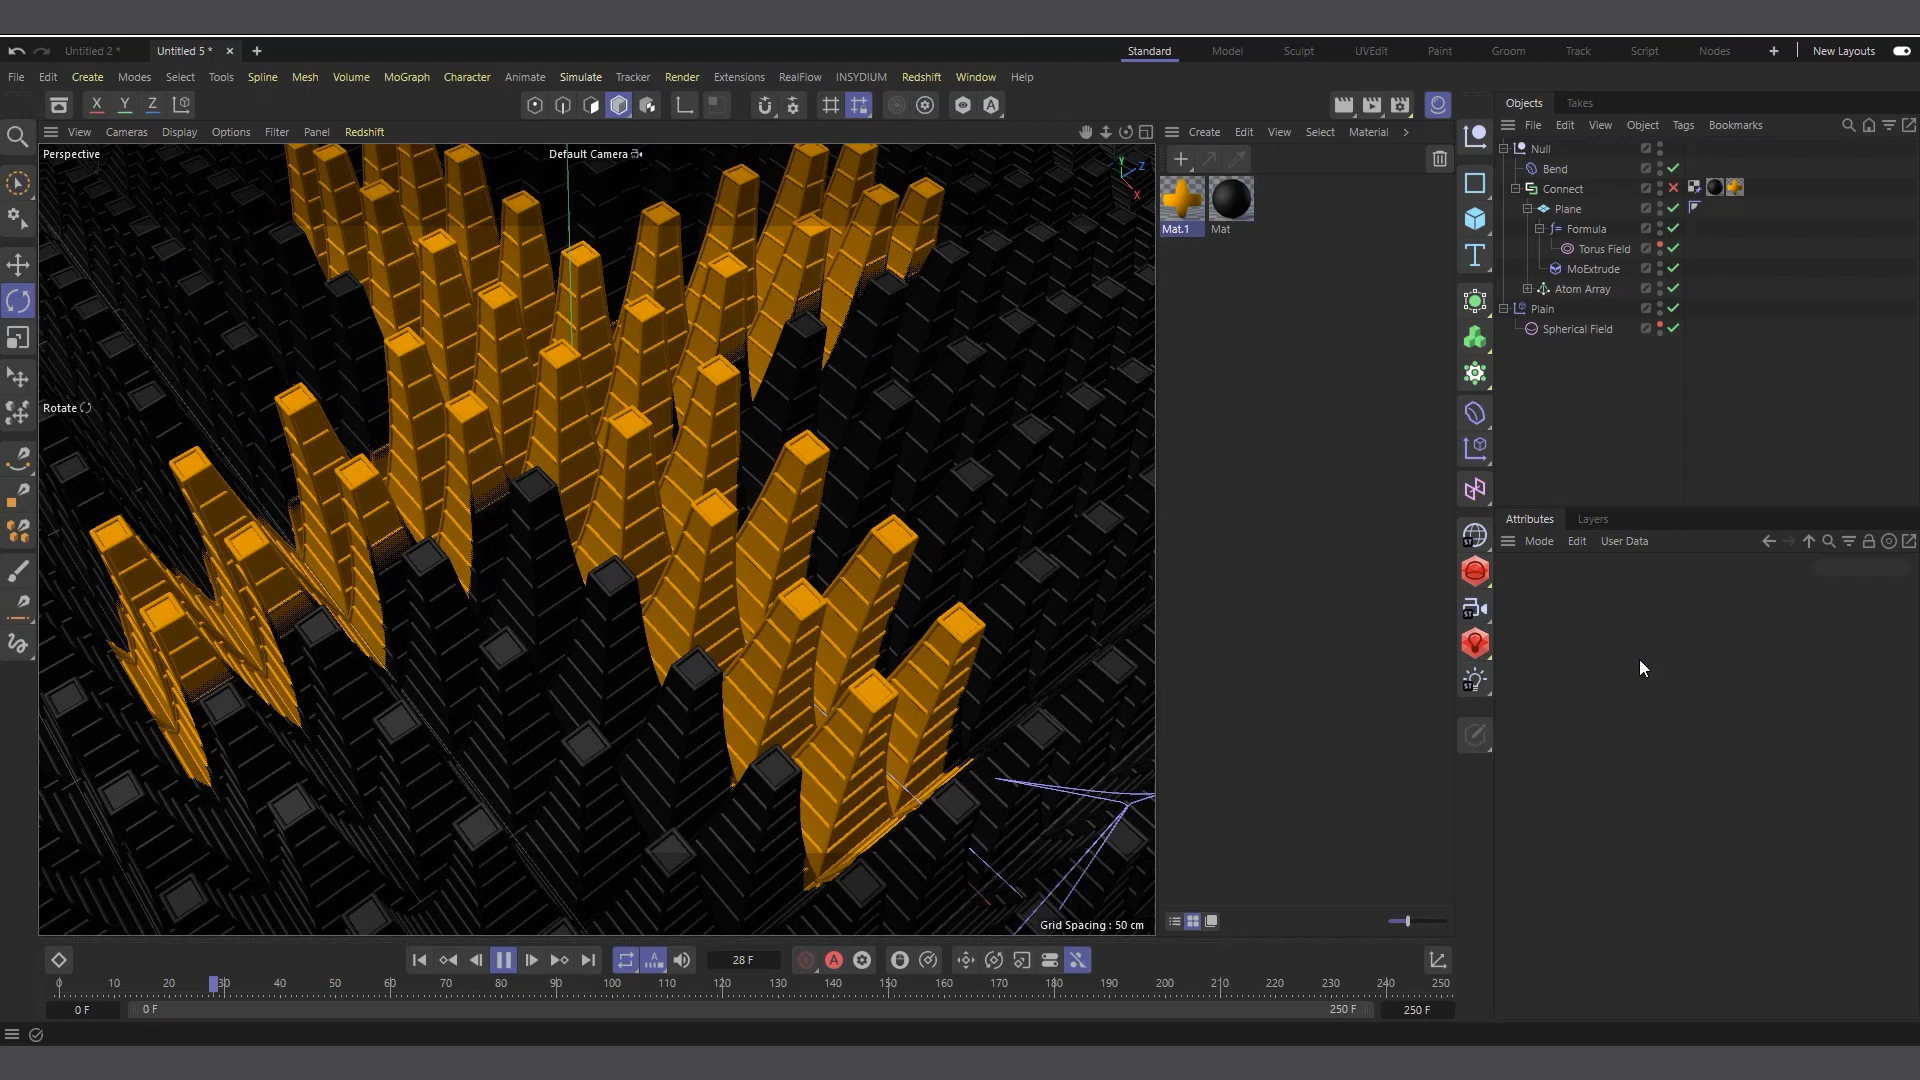 Untitled 2 *
Untitled 5 *
Standard
Model
Sculpt
UVEdit
Paint
Groom
Track
Script
Nodes
New Layouts
File Edit Create Modes Select Tools Spline Mesh Volume MoGraph Character Animate Simulate Tracker Render Extensions RealFlow INSYDIUM Redshift Window Help
X Y Z
Objects Takes
View Cameras Display Options Filter Panel Redshift
Create Edit View Select Material
File Edit View Object Tags Bookmarks
Perspective
Default Camera
Y
Z
X
Mat.1
Mat
Rotate
Grid Spacing : 50 cm
Null
Bend
Connect
Plane
Formula
Torus Field
MoExtrude
Atom Array
Plain
Spherical Field
Attributes Layers
Mode Edit User Data
ST
ST
ST
A
28 F
A
0 10 20 30 40 50 60 70 80 90 100 110 120 130 140 150 160 170 180 190 200 210 220 230 240 250
0 F
0 F
250 F
250 F